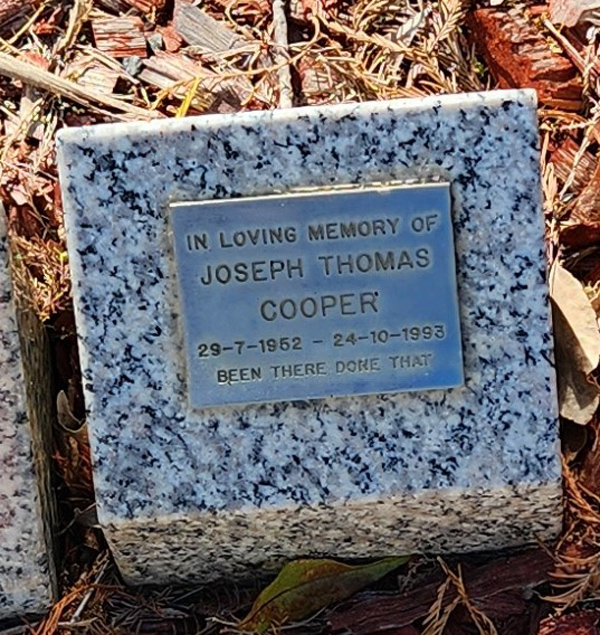 IN LOVING MEMORY OF
JOSEPH THOMAS
COOPER
29-7-1952 - 24-10-1993
BEEN THERE DONE THAT